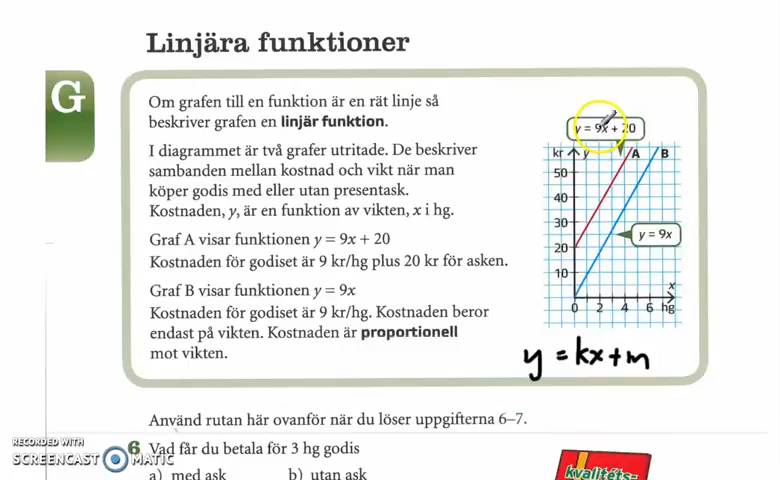 Linjära funktioner
G
Om grafen till en funktion är en rät linje så
beskriver grafen en linjär funktion.
I diagrammet är två grafer utritade. De beskriver
sambanden mellan kostnad och vikt när man
köper godis med eller utan presentask.
Kostnaden, y, är en funktion av vikten, x i hg.
Graf A visar funktionen y = 9x + 20
Kostnaden för godiset är 9 kr/hg plus 20 kr för asken.
Graf B visar funktionen y = 9x
Kostnaden för godiset är 9 kr/hg. Kostnaden beror
endast på vikten. Kostnaden är proportionell
mot vikten.
y = 9x + 20
kr y A B
50
40
30
20
10
y = 9x
x
0 2 4 6 hg
y = kx+m
Använd rutan här ovanför när du löser uppgifterna 6–7.
6 Vad får du betala för 3 hg godis
a) med ask b) utan ask
kvalitéts-
RECORDED WITH
SCREENCAST MATIC